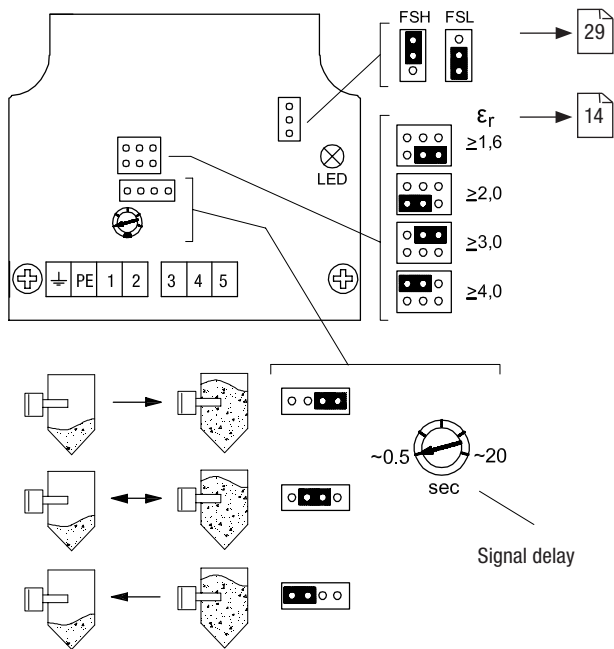 FSH FSL
29
εr
14
≥1,6
LED
≥2,0
≥3,0
PE 1 2 3 4 5
≥4,0
~0.5 ~20
sec
Signal delay